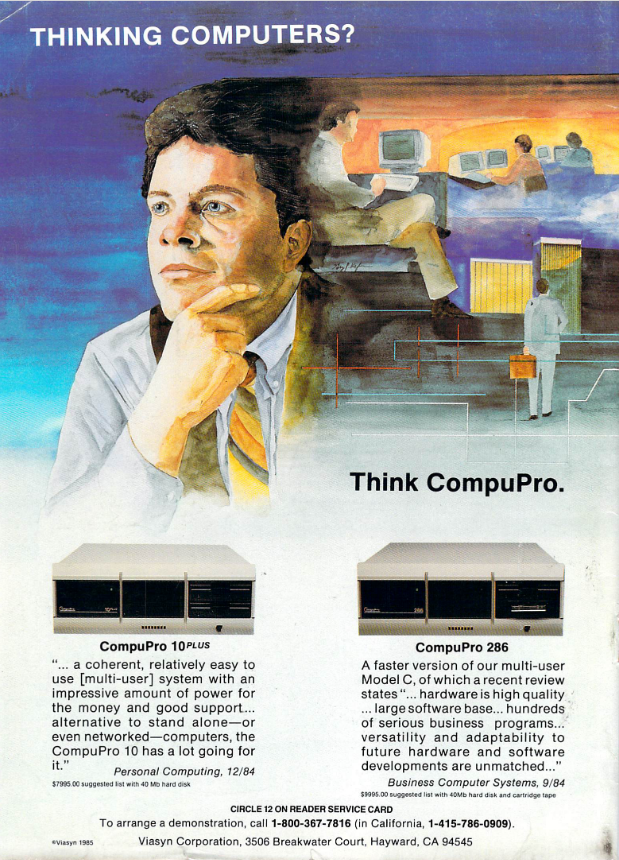 THINKING COMPUTERS?
Think CompuPro.
CompuPro 10 PLUS
"... a coherent, relatively easy to
use [multi-user] system with an
impressive amount of power for
the money and good support...
alternative to stand alone—or
even networked—computers, the
CompuPro 10 has a lot going for
it."
Personal Computing, 12/84
$7995.00 suggested list with 40 Mb hard disk
CompuPro 286
A faster version of our multi-user
Model C, of which a recent review
states "... hardware is high quality
... large software base... hundreds
of serious business programs...
versatility and adaptability to
future hardware and software
developments are unmatched..."
Business Computer Systems, 9/84
$9995.00 suggested list with 40Mb hard disk and cartridge tape
CIRCLE 12 ON READER SERVICE CARD
To arrange a demonstration, call 1-800-367-7816 (in California, 1-415-786-0909).
©Viasyn 1985
Viasyn Corporation, 3506 Breakwater Court, Hayward, CA 94545